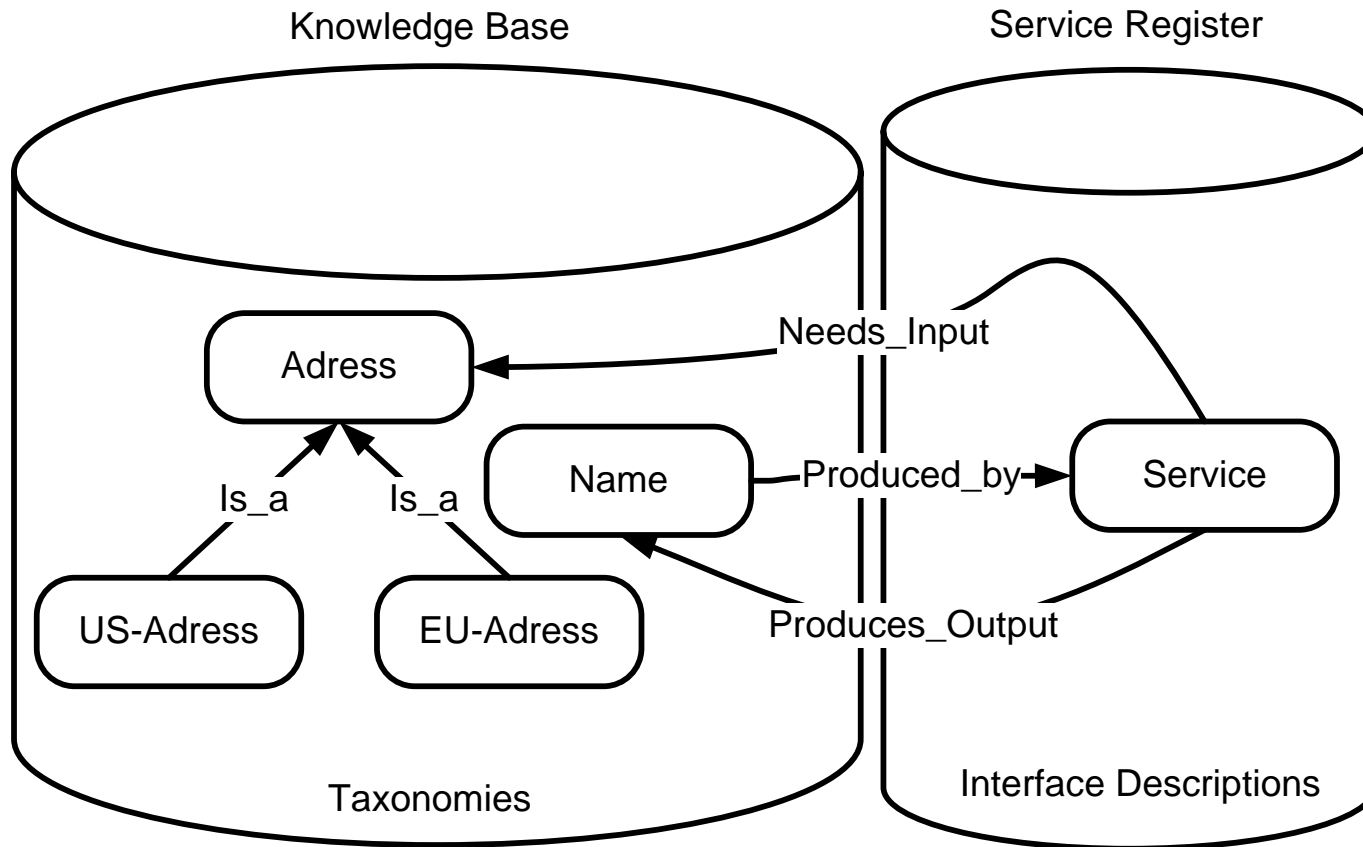 Knowledge Base
Service Register
Needs_Input
Adress
Name
Produced_by
Service
Is_a
Is_a
US-Adress
EU-Adress
Produces_Output
Taxonomies
Interface Descriptions